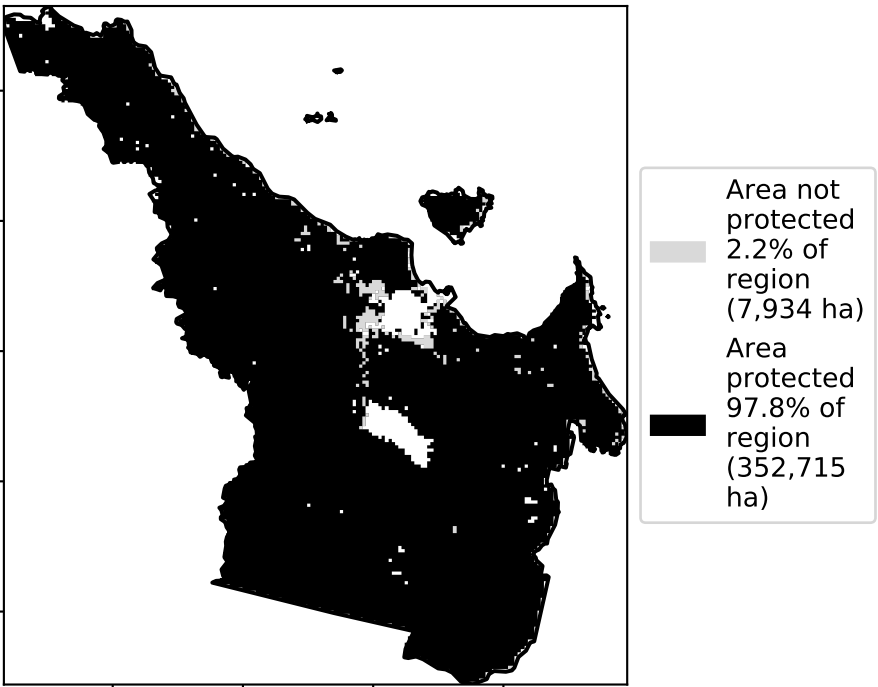 Area not
protected
2.2% of
region
(7,934 ha)
Area
protected
97.8% of
region
(352,715
ha)